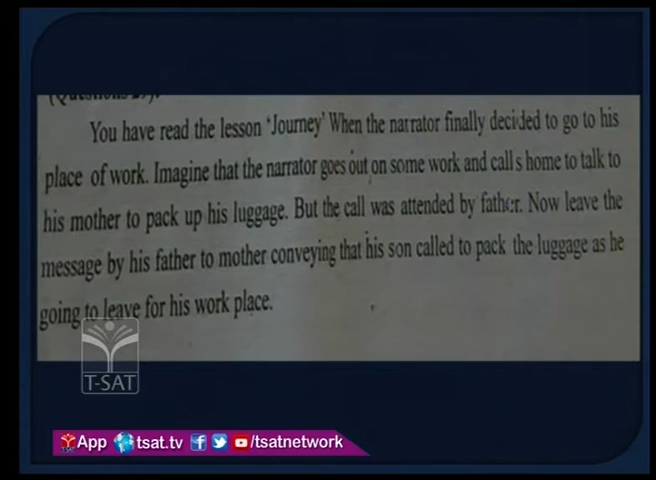 (Questions 29).
You have read the lesson 'Journey' When the narrator finally decided to go to his
place of work. Imagine that the narrator goes out on some work and calls home to talk to
his mother to pack up his luggage. But the call was attended by father. Now leave the
message by his father to mother conveying that his son called to pack the luggage as he
going to leave for his work place.
T-SAT
App tsat.tv /tsatnetwork